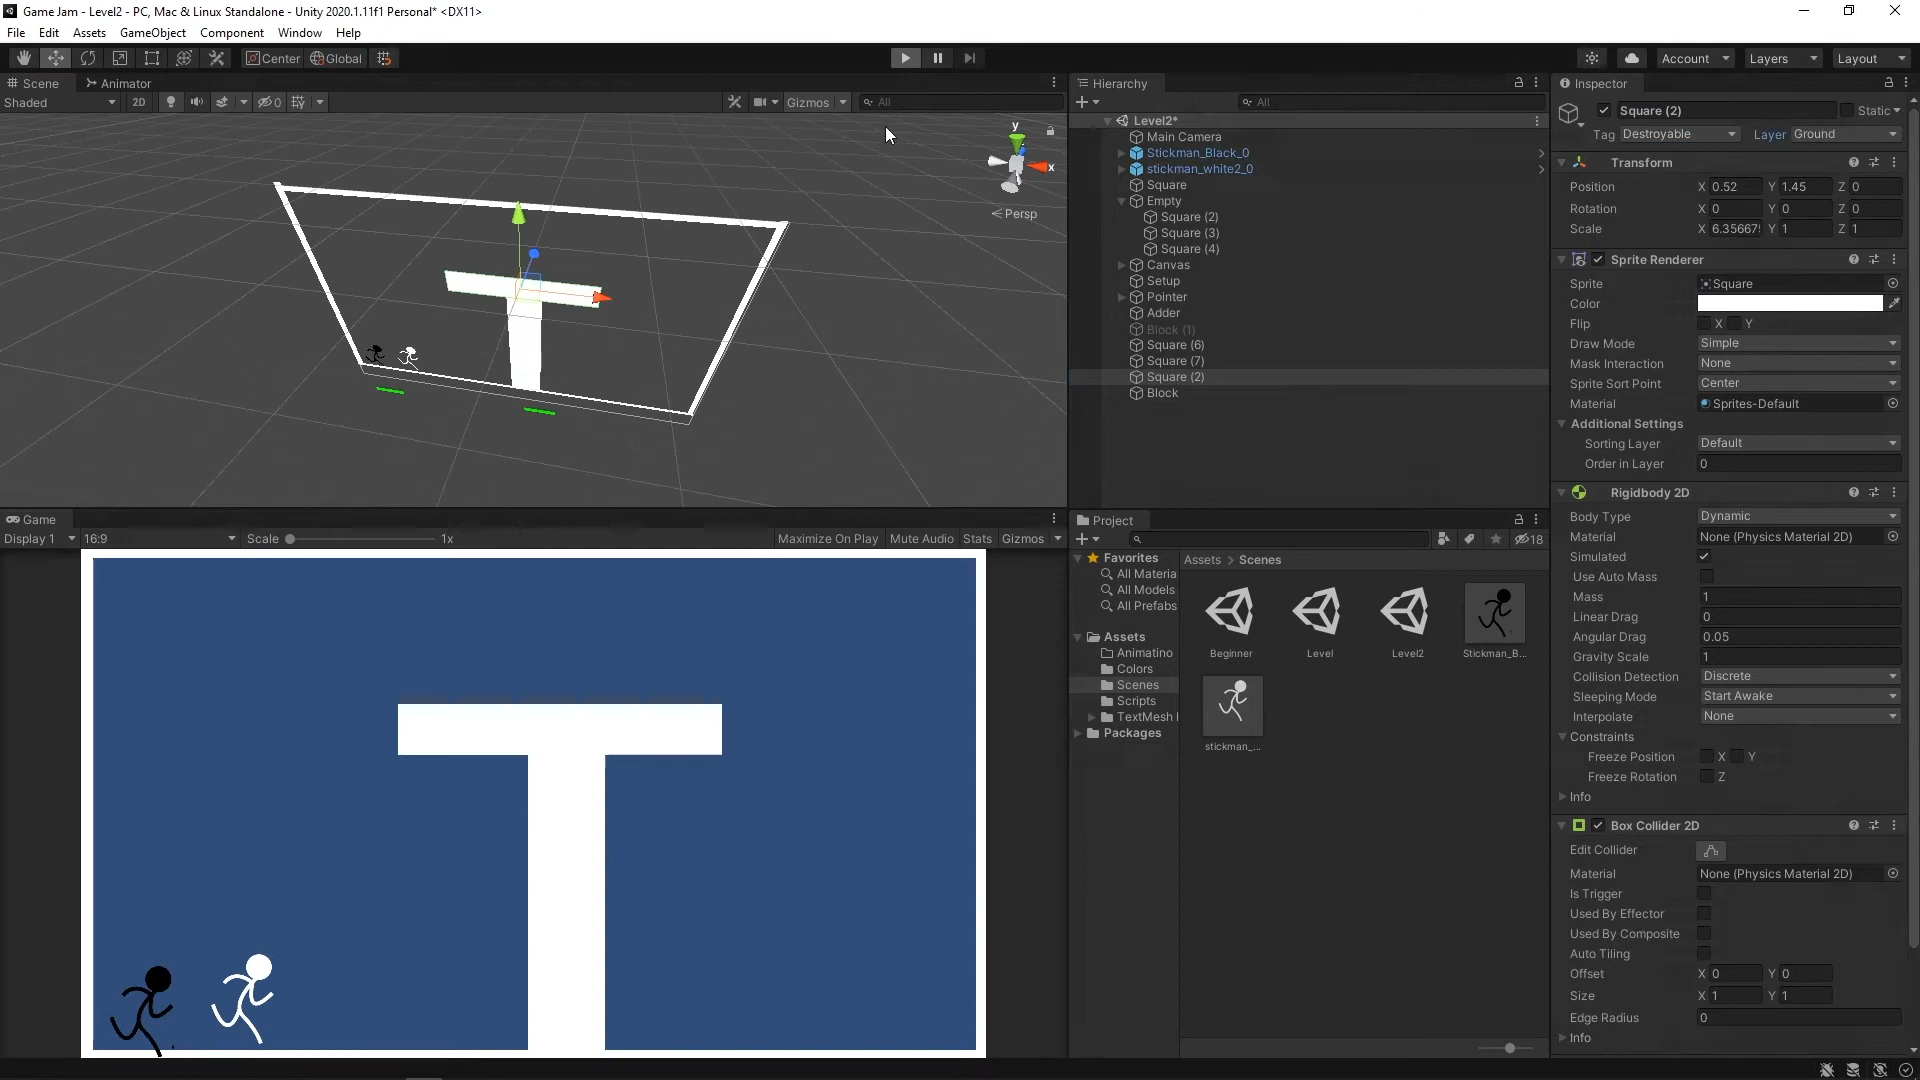 Game Jam - Level2 - PC, Mac & Linux Standalone - Unity 2020.1.11f1 Personal* <DX11>
File Edit Assets GameObject Component Window Help
Center Global Account Layers Layout
Scene Animator
Shaded 2D 0 Gizmos All
y
x
Persp
Game
Display 1 16:9 Scale 1x Maximize On Play Mute Audio Stats Gizmos
Hierarchy
All
Level2*
Main Camera
Stickman_Black_0
stickman_white2_0
Square
Empty
Square (2)
Square (3)
Square (4)
Canvas
Setup
Pointer
Adder
Block (1)
Square (6)
Square (7)
Square (2)
Block
Project
18
Favorites
All Materia
All Models
All Prefabs
Assets
Animatino
Colors
Scenes
Scripts
TextMesh
Packages
Assets > Scenes
Beginner Level Level2 Stickman_B...
stickman_...
Inspector
Square (2) Static
Tag Destroyable Layer Ground
Transform
Position X 0.52 Y 1.45 Z 0
Rotation X 0 Y 0 Z 0
Scale X 6.35667 Y 1 Z 1
Sprite Renderer
Sprite Square
Color
Flip X Y
Draw Mode Simple
Mask Interaction None
Sprite Sort Point Center
Material Sprites-Default
Additional Settings
Sorting Layer Default
Order in Layer 0
Rigidbody 2D
Body Type Dynamic
Material None (Physics Material 2D)
Simulated
Use Auto Mass
Mass 1
Linear Drag 0
Angular Drag 0.05
Gravity Scale 1
Collision Detection Discrete
Sleeping Mode Start Awake
Interpolate None
Constraints
Freeze Position X Y
Freeze Rotation Z
Info
Box Collider 2D
Edit Collider
Material None (Physics Material 2D)
Is Trigger
Used By Effector
Used By Composite
Auto Tiling
Offset X 0 Y 0
Size X 1 Y 1
Edge Radius 0
Info